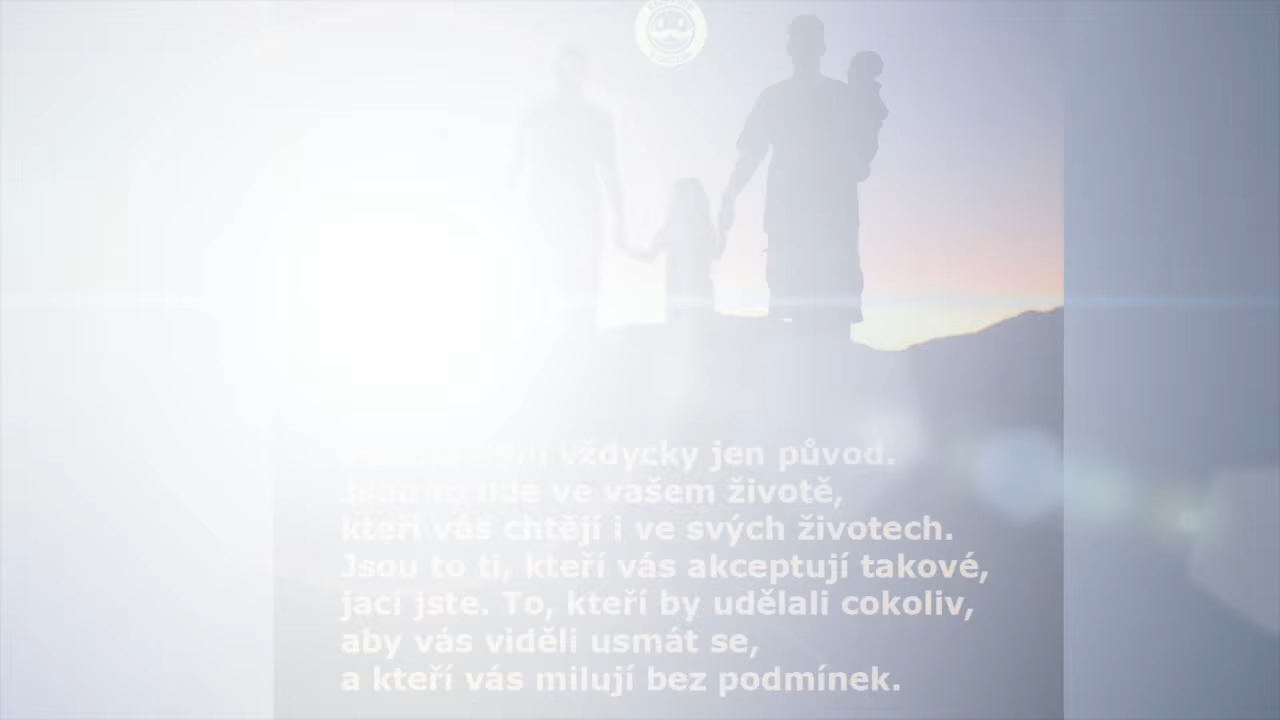 vždycky jen původ.
Jsou to lidé ve vašem životě,
kteří vás chtějí i ve svých životech.
Jsou to ti, kteří vás akceptují takové,
jací jste. To, kteří by udělali cokoliv,
aby vás viděli usmát se,
a kteří vás milují bez podmínek.